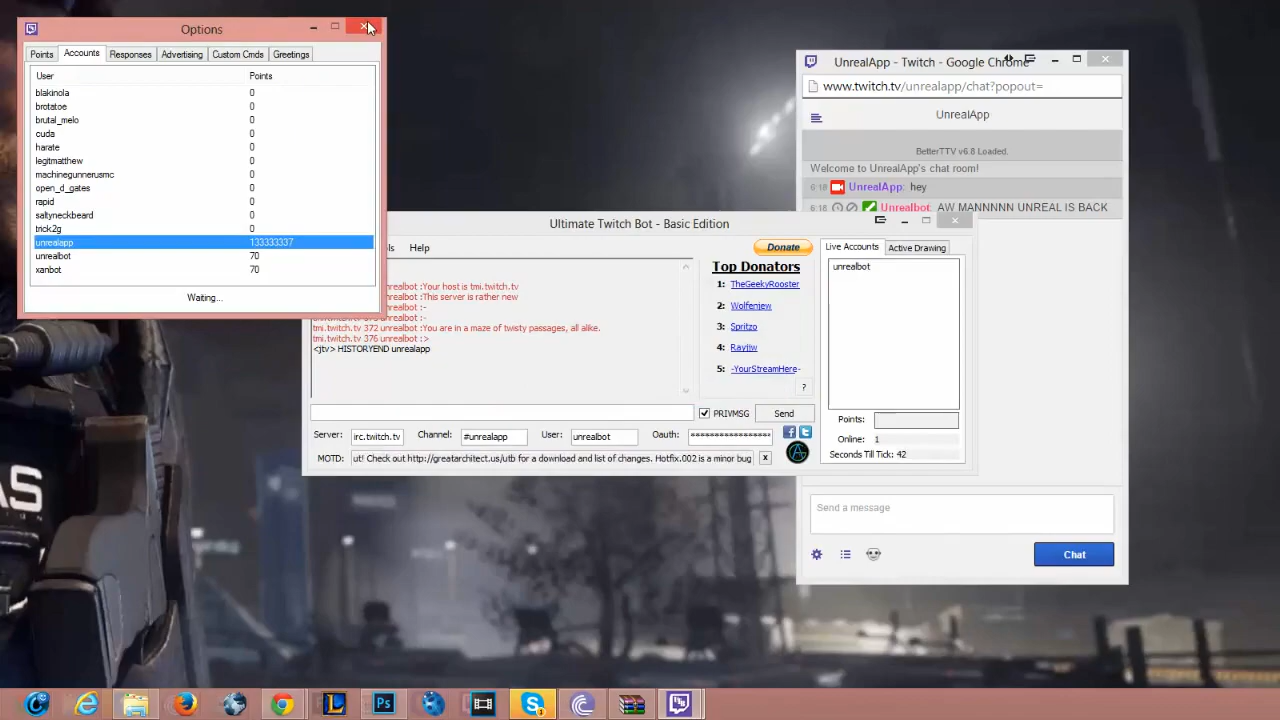 Options
Points Accounts Responses Advertising Custom Cmds Greetings
User Points
blakinola 0
brotatoe 0
brutal_melo 0
cuda 0
harate 0
legitmatthew 0
machinegunnerusmc 0
open_d_gates 0
rapid 0
saltyneckbeard 0
trick2g 0
unrealapp 133333337
unrealbot 70
xanbot 70
Waiting...
UnrealApp - Twitch - Google Chrome
www.twitch.tv/unrealapp/chat?popout=
UnrealApp
BetterTTV v6.8 Loaded.
Welcome to UnrealApp's chat room!
6:18 UnrealApp: hey
6:18 Unrealbot: AW MANNNNN UNREAL IS BACK
Ultimate Twitch Bot - Basic Edition
ls Help
unrealbot :Your host is tmi.twitch.tv
unrealbot :This server is rather new
unrealbot :-
unrealbot :-
tmi.twitch.tv 372 unrealbot :You are in a maze of twisty passages, all alike.
tmi.twitch.tv 376 unrealbot :>
<jtv> HISTORYEND unrealapp
Donate
Top Donators
1: TheGeekyRooster
2: Wolfenjew
3: Spritzo
4: Rayjiw
5: -YourStreamHere-
?
Live Accounts Active Drawing
unrealbot
Points:
Online: 1
Seconds Till Tick: 42
PRIVMSG Send
Server: irc.twitch.tv Channel: #unrealapp User: unrealbot Oauth: ****************
MOTD: ut! Check out http://greatarchitect.us/utb for a download and list of changes. Hotfix.002 is a minor bug x
Send a message
Chat
AS
Ps